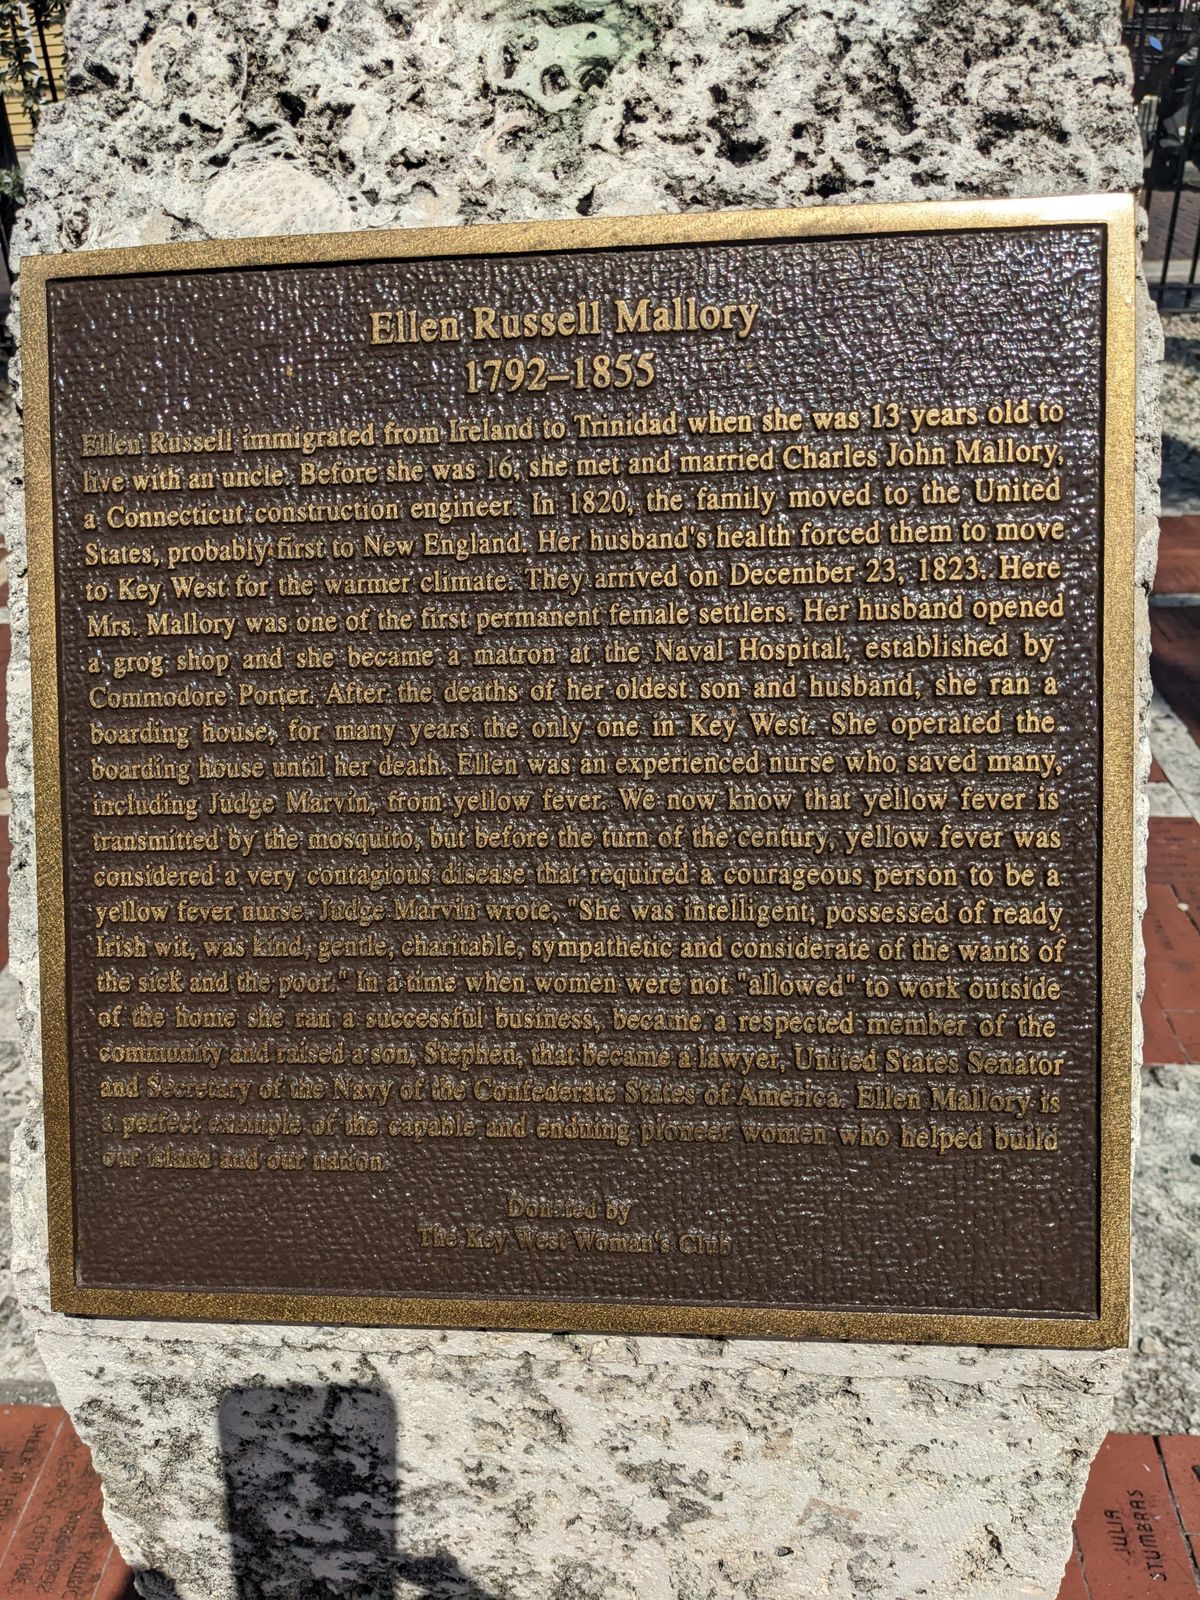 Ellen Russell Mallory
1792–1855
Ellen Russell immigrated from Ireland to Trinidad when she was 13 years old to
live with an uncle. Before she was 16, she met and married Charles John Mallory,
a Connecticut construction engineer. In 1820, the family moved to the United
States, probably first to New England. Her husband's health forced them to move
to Key West for the warmer climate. They arrived on December 23, 1823. Here
Mrs. Mallory was one of the first permanent female settlers. Her husband opened
a grog shop and she became a matron at the Naval Hospital, established by
Commodore Porter. After the deaths of her oldest son and husband, she ran a
boarding house, for many years the only one in Key West. She operated the
boarding house until her death. Ellen was an experienced nurse who saved many,
including Judge Marvin, from yellow fever. We now know that yellow fever is
transmitted by the mosquito, but before the turn of the century, yellow fever was
considered a very contagious disease that required a courageous person to be a
yellow fever nurse. Judge Marvin wrote, "She was intelligent, possessed of ready
Irish wit, was kind, gentle, charitable, sympathetic and considerate of the wants of
the sick and the poor." In a time when women were not "allowed" to work outside
of the home she ran a successful business, became a respected member of the
community and raised a son, Stephen, that became a lawyer, United States Senator
and Secretary of the Navy of the Confederate States of America. Ellen Mallory is
a perfect example of the capable and enduring pioneer women who helped build
our island and our nation.
Donated by
The Key West Woman's Club
JULIA
STUMBRAS